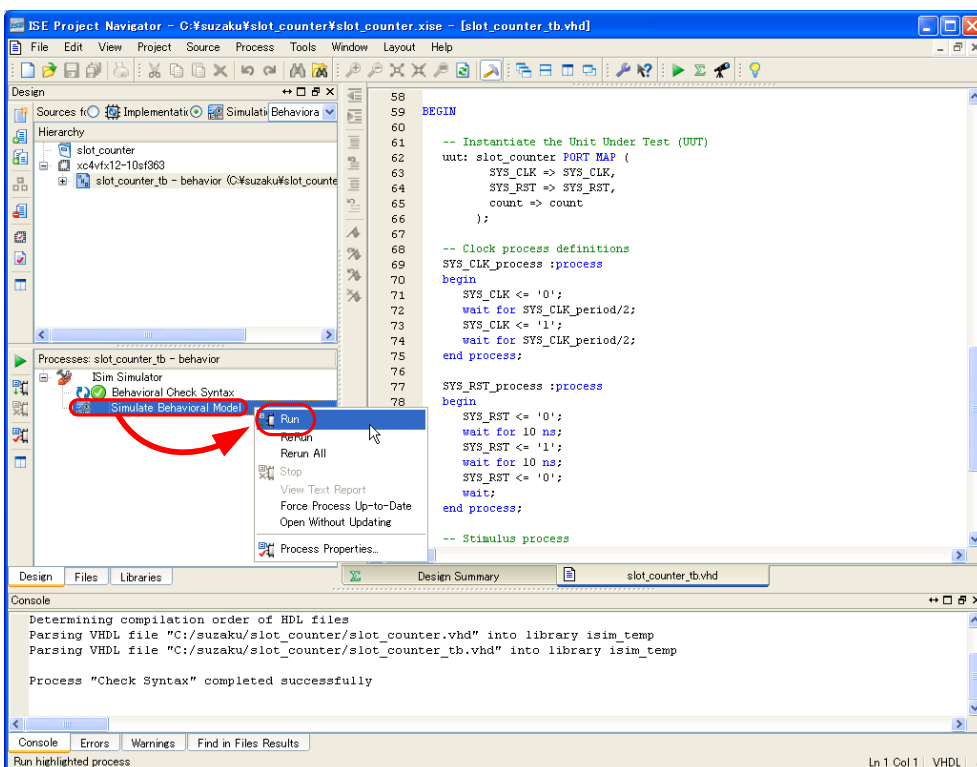 ISE Project Navigator - C:¥suzaku¥slot_counter¥slot_counter.xise - [slot_counter_tb.vhd]
File Edit View Project Source Process Tools Window Layout Help
Design
Sources fo Implementatic Simulati Behaviora
Hierarchy
slot_counter
xc4vfx12-10sf363
slot_counter_tb - behavior (C:¥suzaku¥slot_counte
Processes: slot_counter_tb - behavior
ISim Simulator
Behavioral Check Syntax
Simulate Behavioral Model
Run
ReRun
Rerun All
Stop
View Text Report
Force Process Up-to-Date
Open Without Updating
Process Properties...
58
59 BEGIN
60
61 -- Instantiate the Unit Under Test (UUT)
62 uut: slot_counter PORT MAP (
63 SYS_CLK => SYS_CLK,
64 SYS_RST => SYS_RST,
65 count => count
66 );
67
68 -- Clock process definitions
69 SYS_CLK_process :process
70 begin
71 SYS_CLK <= '0';
72 wait for SYS_CLK_period/2;
73 SYS_CLK <= '1';
74 wait for SYS_CLK_period/2;
75 end process;
76
77 SYS_RST_process :process
78 begin
SYS_RST <= '0';
wait for 10 ns;
SYS_RST <= '1';
wait for 10 ns;
SYS_RST <= '0';
wait;
end process;
-- Stimulus process
Design Files Libraries
Design Summary slot_counter_tb.vhd
Console
Determining compilation order of HDL files
Parsing VHDL file "C:/suzaku/slot_counter/slot_counter.vhd" into library isim_temp
Parsing VHDL file "C:/suzaku/slot_counter/slot_counter_tb.vhd" into library isim_temp
Process "Check Syntax" completed successfully
Console Errors Warnings Find in Files Results
Run highlighted process Ln 1 Col 1 VHDL